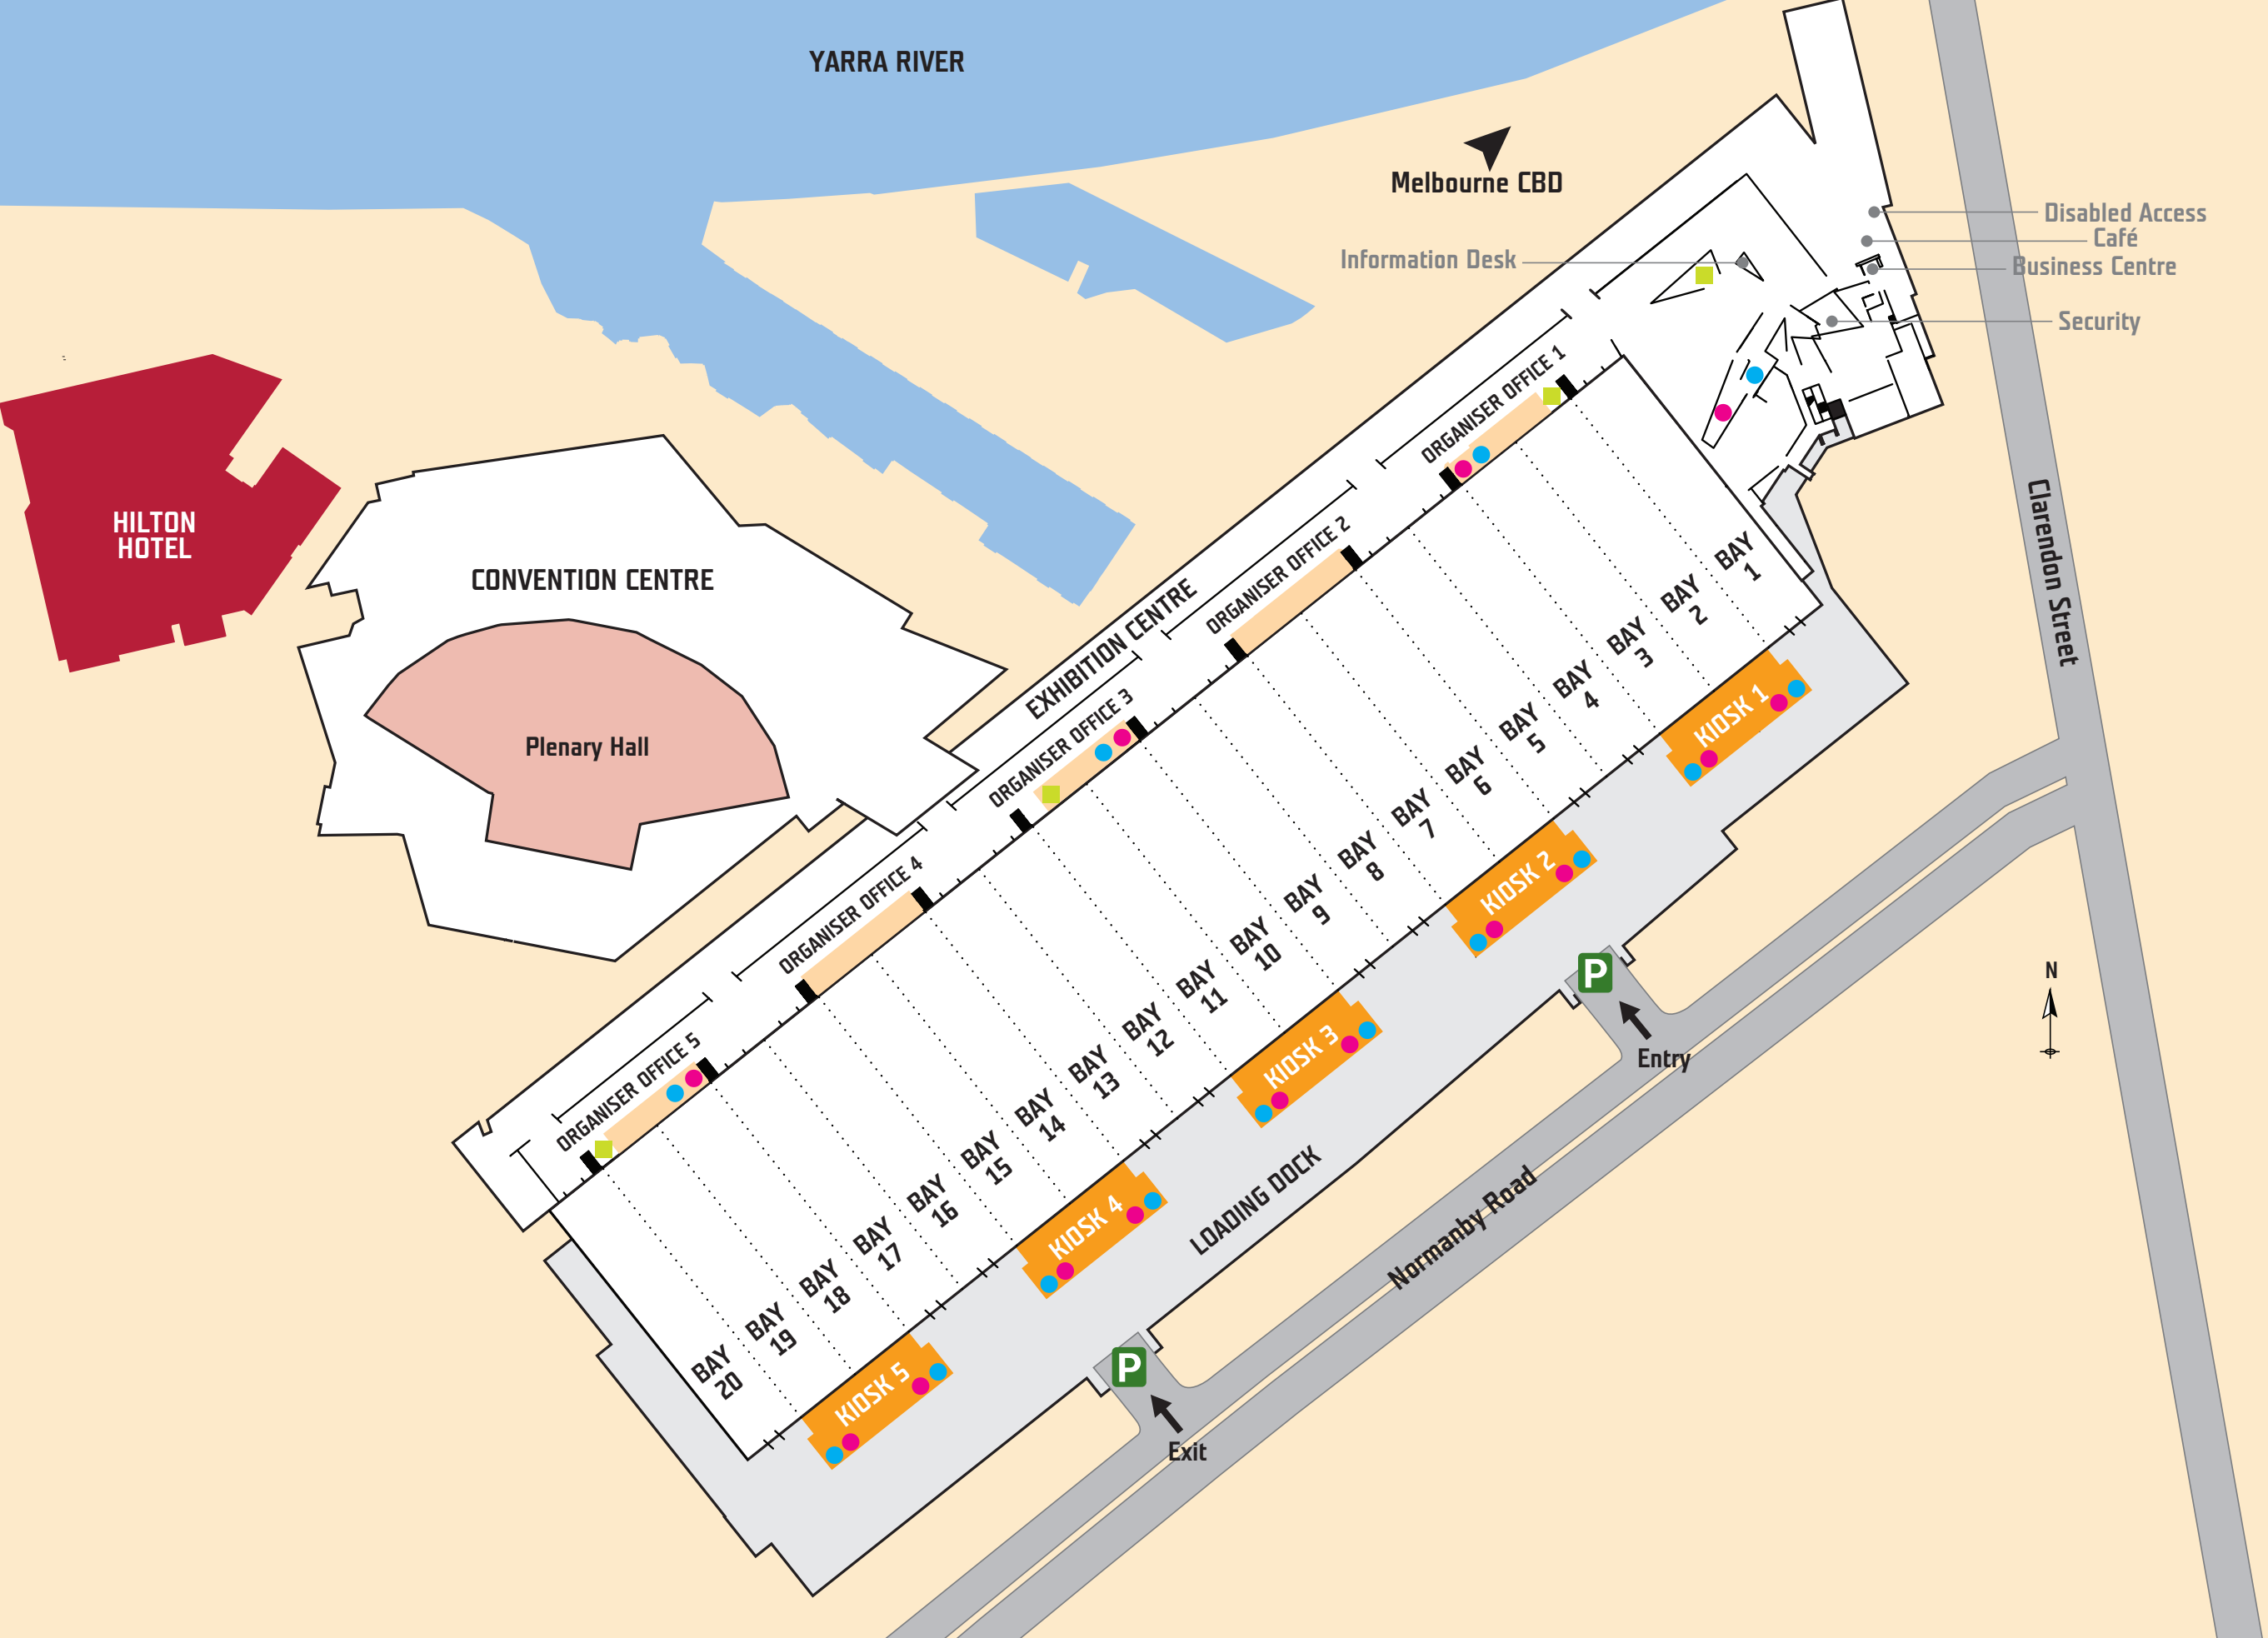 YARRA RIVER
Melbourne CBD
Disabled Access
Café
Information Desk
Business Centre
Security
ORGANISER OFFICE 1
HILTON
HOTEL
CONVENTION CENTRE
Plenary Hall
EXHIBITION CENTRE
ORGANISER OFFICE 2
ORGANISER OFFICE 3
ORGANISER OFFICE 4
ORGANISER OFFICE 5
Clarendon Street
BAY
1
BAY
2
BAY
3
BAY
4
BAY
5
BAY
6
BAY
7
BAY
8
BAY
9
BAY
10
BAY
11
BAY
12
BAY
13
BAY
14
BAY
15
BAY
16
BAY
17
BAY
18
BAY
19
BAY
20
KIOSK 1
KIOSK 2
KIOSK 3
KIOSK 4
KIOSK 5
P
Entry
N
LOADING DOCK
Normanby Road
P
Exit